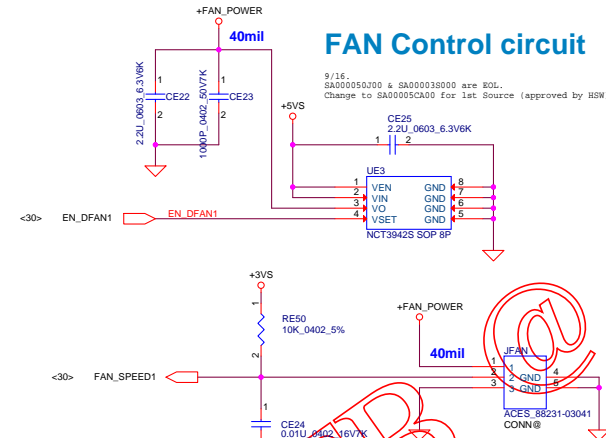 +FAN_POWER
40mil
FAN Control circuit
9/16.
SA000050J00 & SA00003S000 are EOL.
Change to SA00005CA00 for 1st Source (approved by HSW
2.2U_0603_6.3V6K
1
CE22
2
1000P_0402_50V7K
1
CE23
2
+5VS
CE25
2.2U_0603_6.3V6K
1 2
UE3
1 VEN GND 8
2 VIN GND 7
3 VO GND 6
4 VSET GND 5
NCT3942S SOP 8P
<30> EN_DFAN1 EN_DFAN1
+3VS
1
RE50
10K_0402_5%
2
+FAN_POWER
40mil
JFAN
1 1
2 2 GND 4
3 3 GND 5
ACES_88231-03041
CONN@
<30> FAN_SPEED1
1
CE24
0.01U_0402_16V7K
@